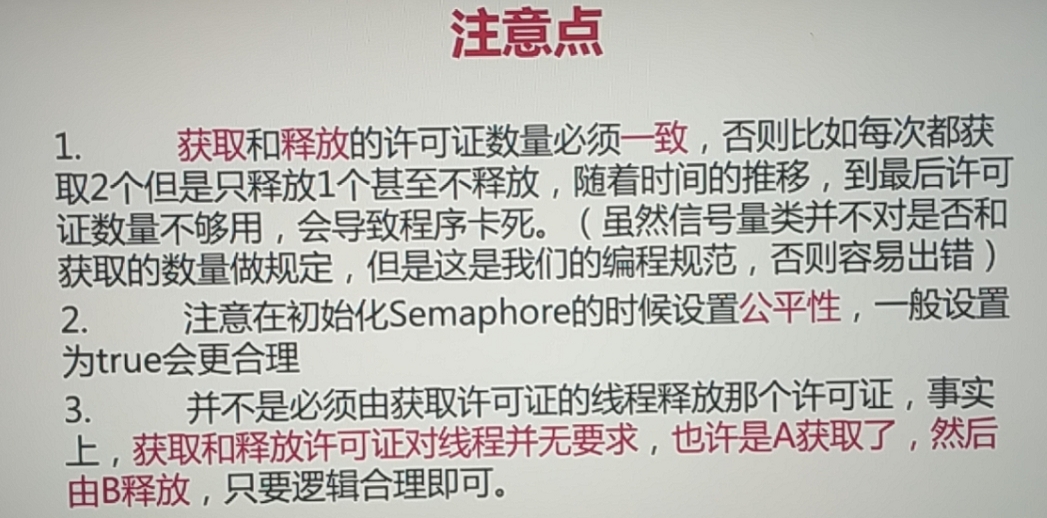 注意点
1. 获取和释放的许可证数量必须一致，否则比如每次都获
取2个但是只释放1个甚至不释放，随着时间的推移，到最后许可
证数量不够用，会导致程序卡死。（虽然信号量类并不对是否和
获取的数量做规定，但是这是我们的编程规范，否则容易出错）
2. 注意在初始化Semaphore的时候设置公平性，一般设置
为true会更合理
3. 并不是必须由获取许可证的线程释放那个许可证，事实
上，获取和释放许可证对线程并无要求，也许是A获取了，然后
由B释放，只要逻辑合理即可。